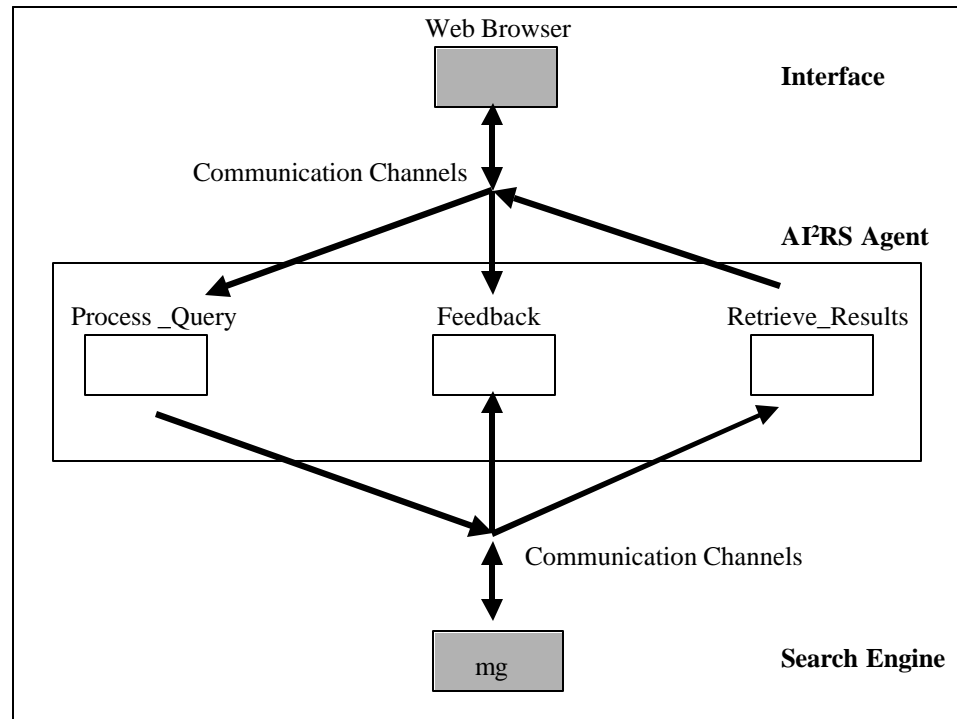 Web Browser
Interface
Communication Channels
AI²RS Agent
Process _Query
Feedback
Retrieve_Results
Communication Channels
mg
Search Engine